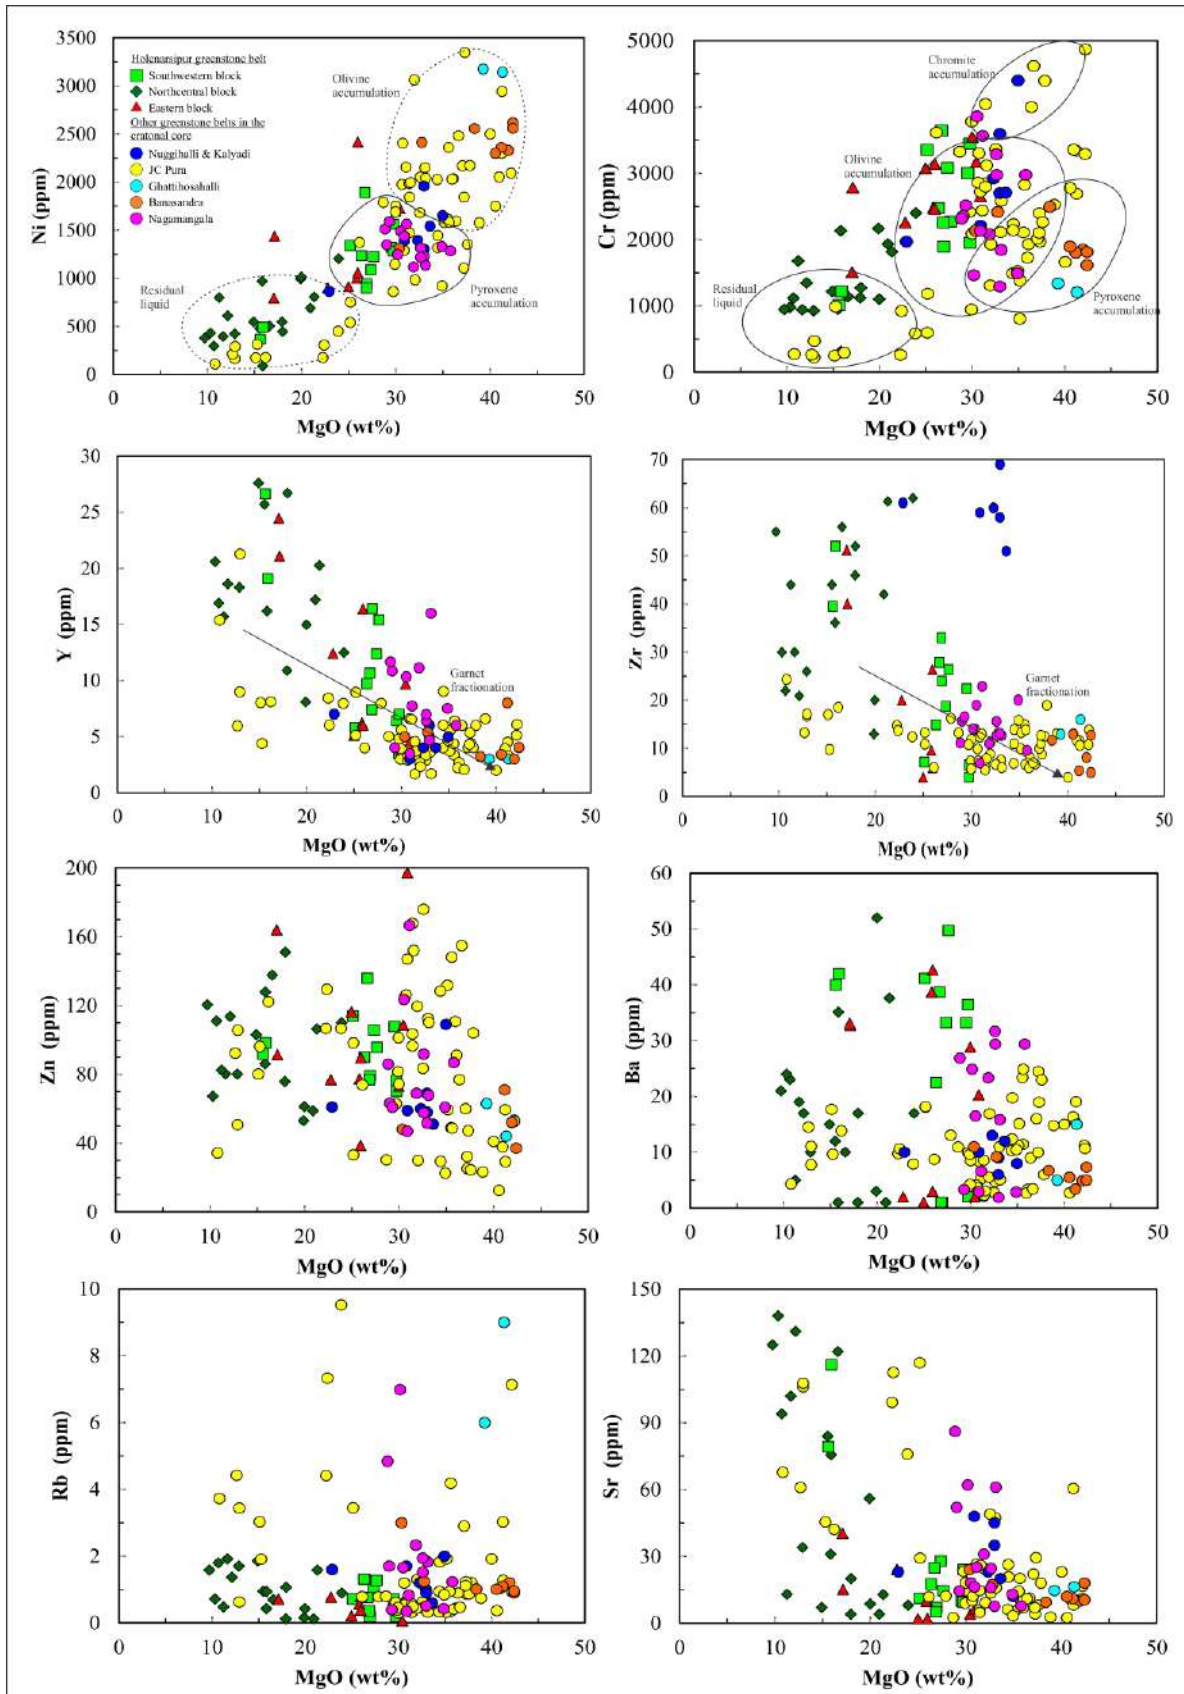 3500
3000
2500
2000
1500
1000
500
0
Ni (ppm)
Holenarsipur greenstone belt
Southwestern block
Northcentral block
Eastern block
Other greenstone belts in the
cratonal core
Nuggihalli & Kalyadi
JC Pura
Ghattihosahalli
Banasandra
Nagamangala
Olivine
accumulation
Residual
liquid
Pyroxene
accumulation
0 10 20 30 40 50
MgO (wt%)
5000
4000
3000
2000
1000
0
Cr (ppm)
Chromite
accumulation
Olivine
accumulation
Residual
liquid
Pyroxene
accumulation
0 10 20 30 40 50
MgO (wt%)
30
25
20
15
10
5
0
Y (ppm)
Garnet
fractionation
0 10 20 30 40 50
MgO (wt%)
70
60
50
40
30
20
10
0
Zr (ppm)
Garnet
fractionation
0 10 20 30 40 50
MgO (wt%)
200
160
120
80
40
0
Zn (ppm)
0 10 20 30 40 50
MgO (wt%)
60
50
40
30
20
10
0
Ba (ppm)
0 10 20 30 40 50
MgO (wt%)
10
8
6
4
2
0
Rb (ppm)
0 10 20 30 40 50
MgO (wt%)
150
120
90
60
30
0
Sr (ppm)
0 10 20 30 40 50
MgO (wt%)